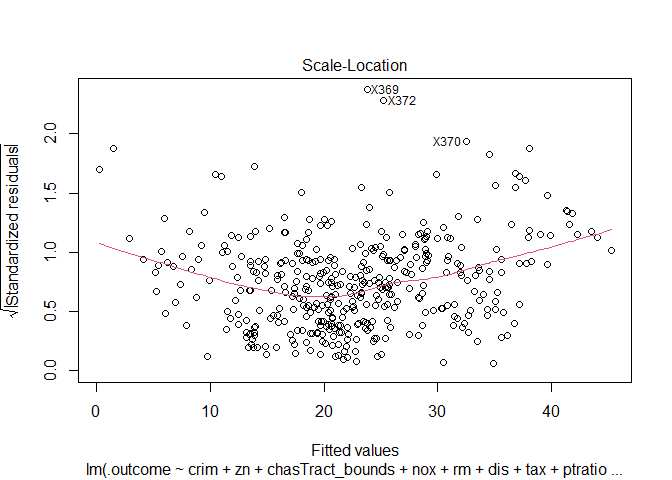 Scale-Location
X369
X372
X370
√|Standardized residuals|
2.0
1.5
1.0
0.5
0.0
0 10 20 30 40
Fitted values
lm(.outcome ~ crim + zn + chasTract_bounds + nox + rm + dis + tax + ptratio ...